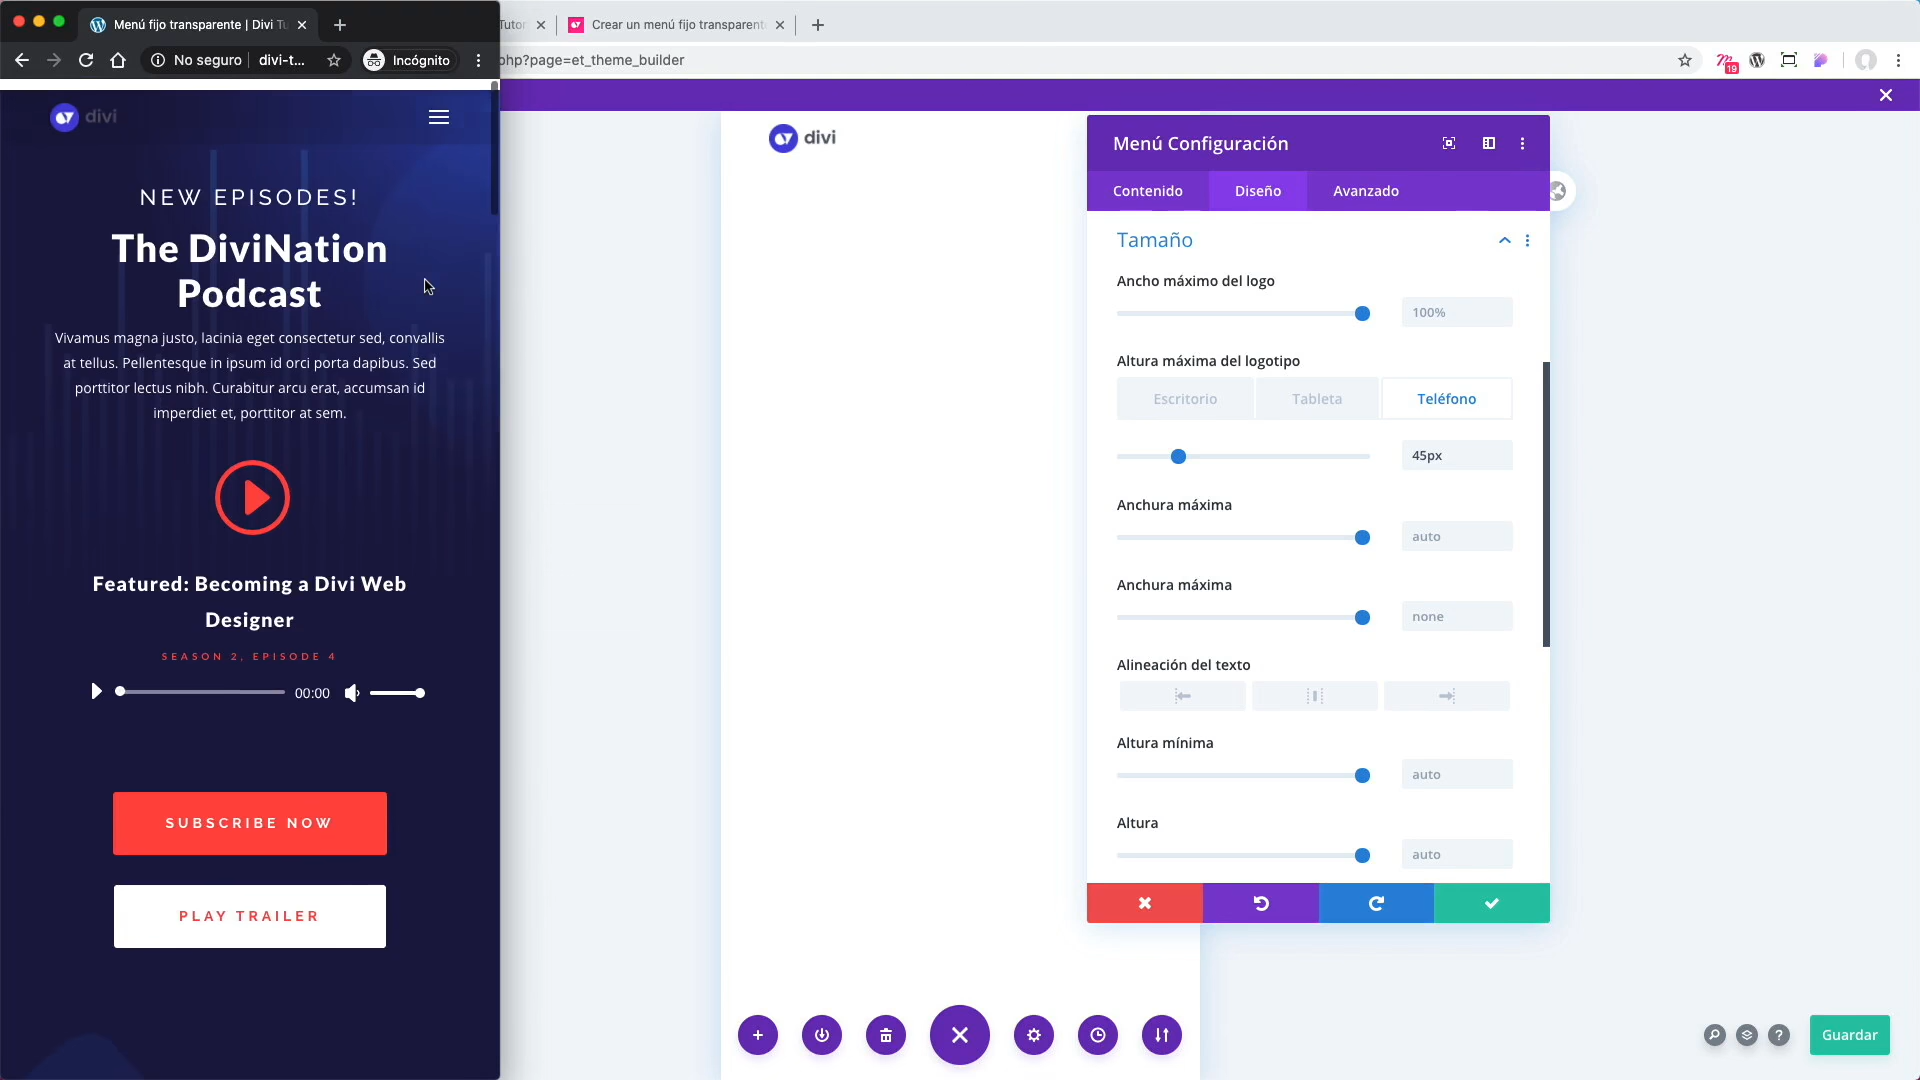 Menú fijo transparente | Divi Tu
Tutor
Crear un menú fijo transparent
No seguro
divi-t...
Incógnito
php?page=et_theme_builder
19
divi
NEW EPISODES!
The DiviNation
Podcast
Vivamus magna justo, lacinia eget consectetur sed, convallis
at tellus. Pellentesque in ipsum id orci porta dapibus. Sed
porttitor lectus nibh. Curabitur arcu erat, accumsan id
imperdiet et, porttitor at sem.
Featured: Becoming a Divi Web
Designer
SEASON 2, EPISODE 4
00:00
SUBSCRIBE NOW
PLAY TRAILER
divi
Menú Configuración
Contenido
Diseño
Avanzado
Tamaño
Ancho máximo del logo
100%
Altura máxima del logotipo
Escritorio
Tableta
Teléfono
45px
Anchura máxima
auto
Anchura máxima
none
Alineación del texto
Altura mínima
auto
Altura
auto
?
Guardar